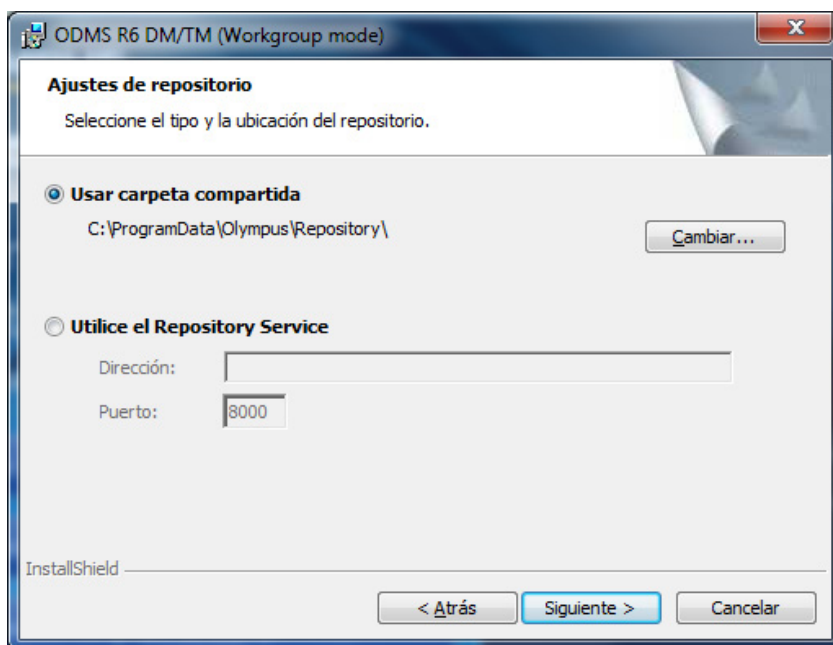 ODMS R6 DM/TM (Workgroup mode)
Ajustes de repositorio
Seleccione el tipo y la ubicación del repositorio.
Usar carpeta compartida
C:\ProgramData\Olympus\Repository\
Cambiar...
Utilice el Repository Service
Dirección:
Puerto: 8000
InstallShield
< Atrás Siguiente > Cancelar